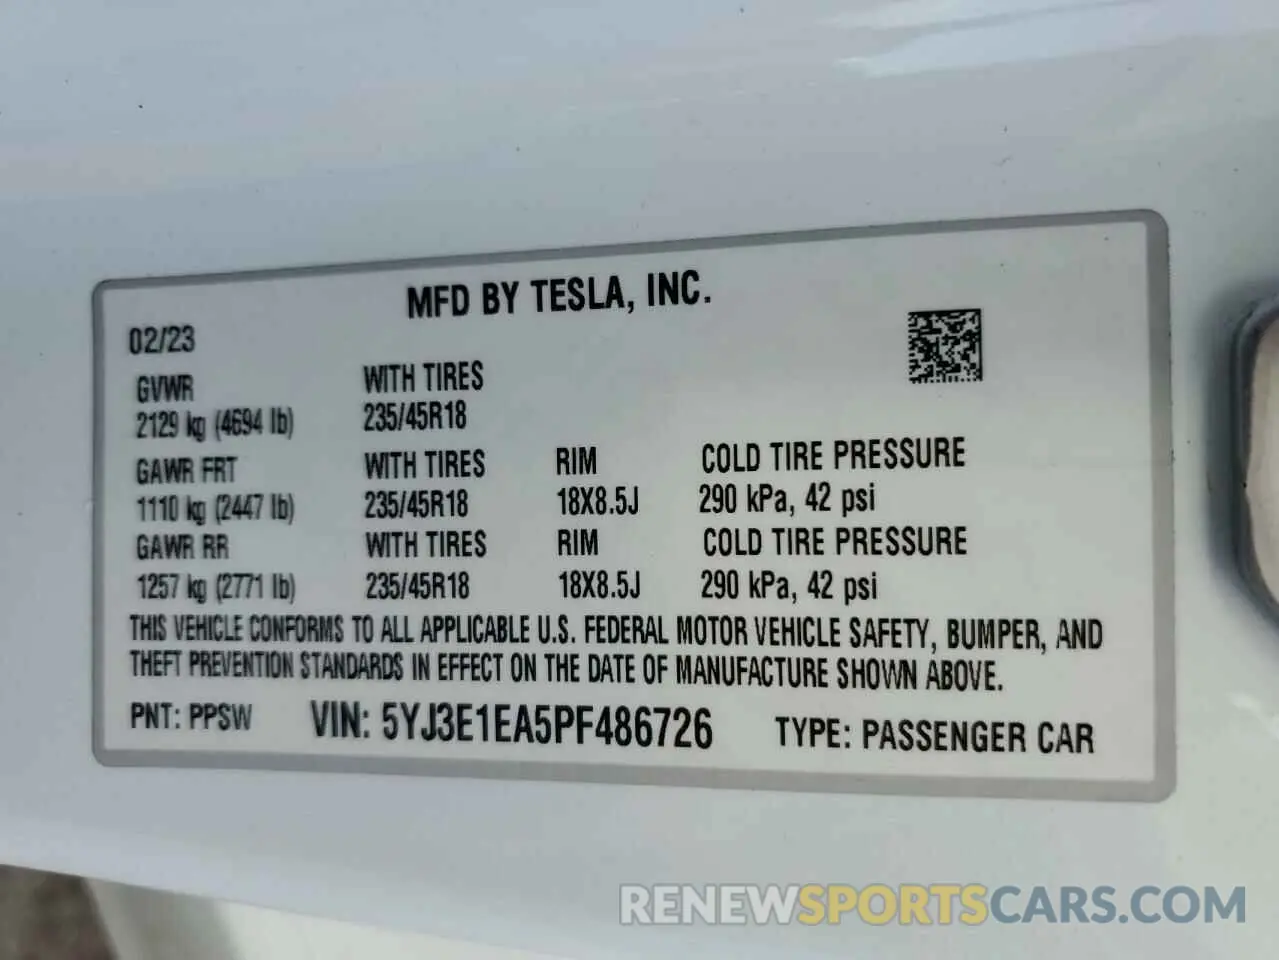 MFD BY TESLA, INC.
02/23
GVWR WITH TIRES
2129 kg (4694 lb) 235/45R18
GAWR FRT WITH TIRES RIM COLD TIRE PRESSURE
1110 kg (2447 lb) 235/45R18 18X8.5J 290 kPa, 42 psi
GAWR RR WITH TIRES RIM COLD TIRE PRESSURE
1257 kg (2771 lb) 235/45R18 18X8.5J 290 kPa, 42 psi
THIS VEHICLE CONFORMS TO ALL APPLICABLE U.S. FEDERAL MOTOR VEHICLE SAFETY, BUMPER, AND
THEFT PREVENTION STANDARDS IN EFFECT ON THE DATE OF MANUFACTURE SHOWN ABOVE.
PNT: PPSW VIN: 5YJ3E1EA5PF486726 TYPE: PASSENGER CAR
RENEWSPORTSCARS.COM